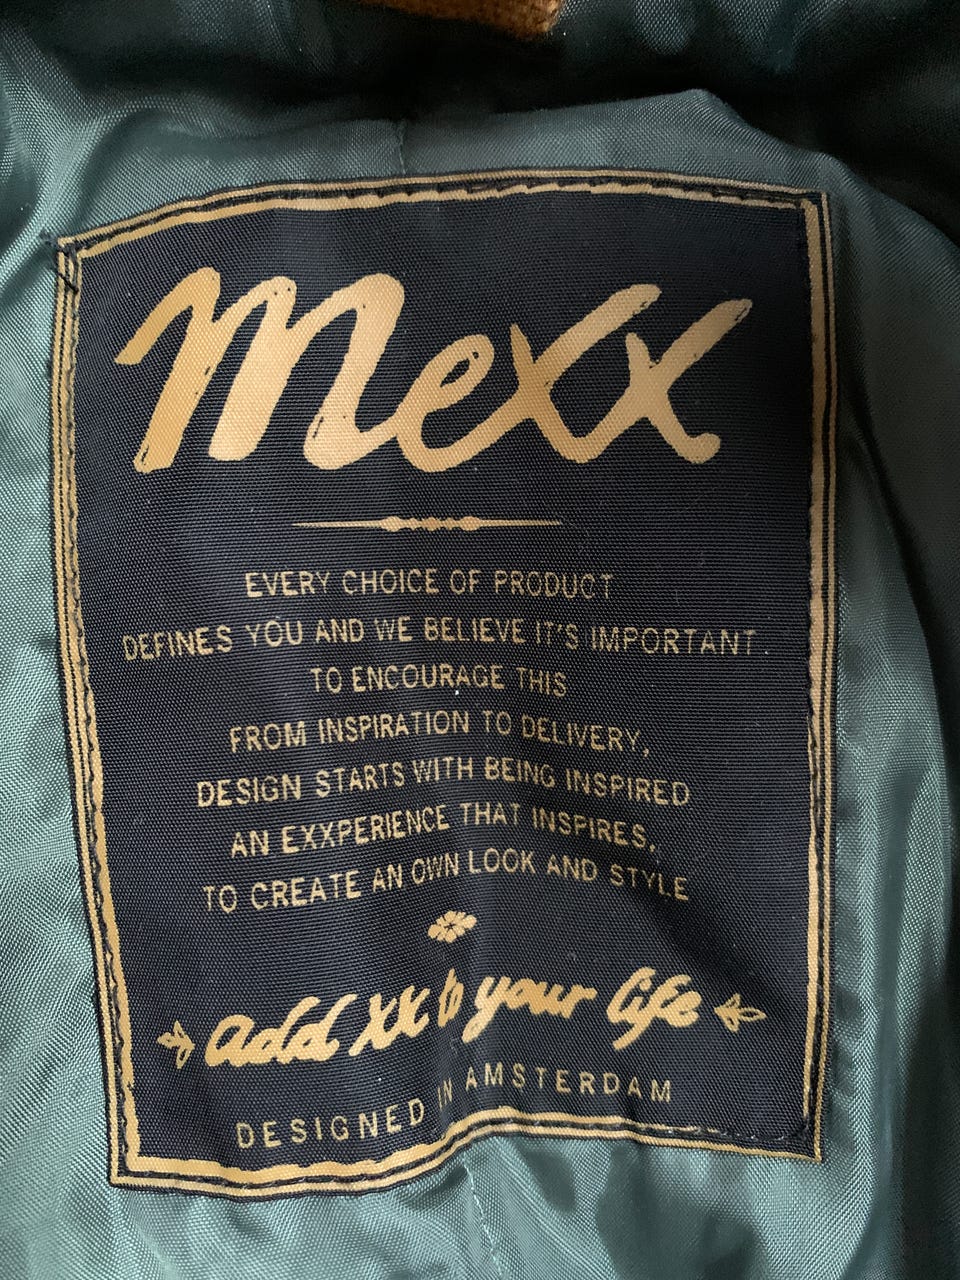 Mexx
EVERY CHOICE OF PRODUCT
DEFINES YOU AND WE BELIEVE IT'S IMPORTANT
TO ENCOURAGE THIS
FROM INSPIRATION TO DELIVERY,
DESIGN STARTS WITH BEING INSPIRED
AN EXXPERIENCE THAT INSPIRES,
TO CREATE AN OWN LOOK AND STYLE
add XX to your life
DESIGNED IN AMSTERDAM